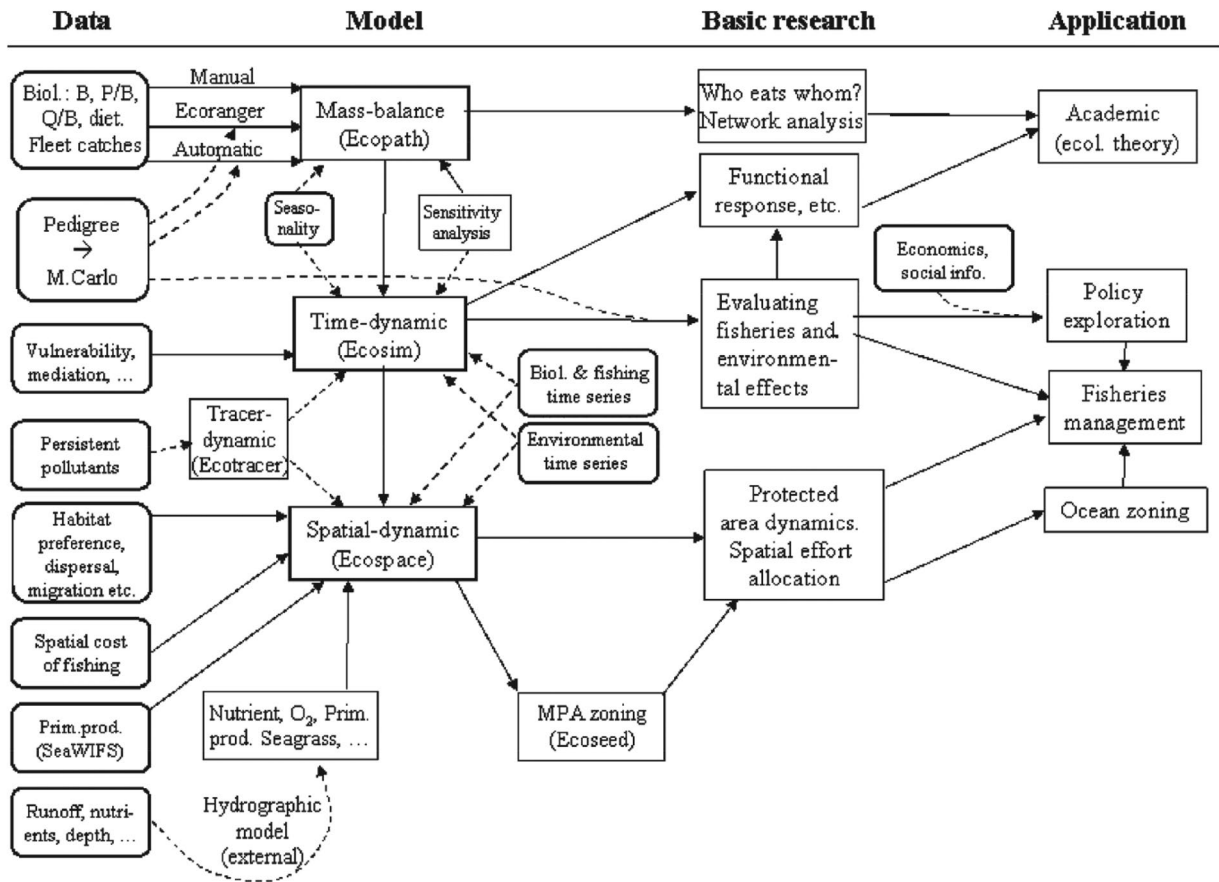 Data
Model
Basic research
Application
Biol.: B, P/B,
Q/B, diet.
Fleet catches
Manual
Ecoranger
Automatic
Mass-balance
(Ecopath)
Who eats whom?
Network analysis
Academic
(ecol. theory)
Pedigree
→
M.Carlo
Seaso-
nality
Sensitivity
analysis
Functional
response, etc.
Economics,
social info.
Time-dynamic
(Ecosim)
Evaluating
fisheries and.
environmen-
tal effects
Policy
exploration
Vulnerability,
mediation, …
Biol. & fishing
time series
Fisheries
management
Persistent
pollutants
Tracer-
dynamic
(Ecotracer)
Environmental
time series
Habitat
preference,
dispersal,
migration etc.
Spatial-dynamic
(Ecospace)
Protected
area dynamics.
Spatial effort
allocation
Ocean zoning
Spatial cost
of fishing
Prim.prod.
(SeaWIFS)
Nutrient, O₂, Prim.
prod. Seagrass, …
MPA zoning
(Ecoseed)
Runoff, nutri-
ents, depth, …
Hydrographic
model
(external)